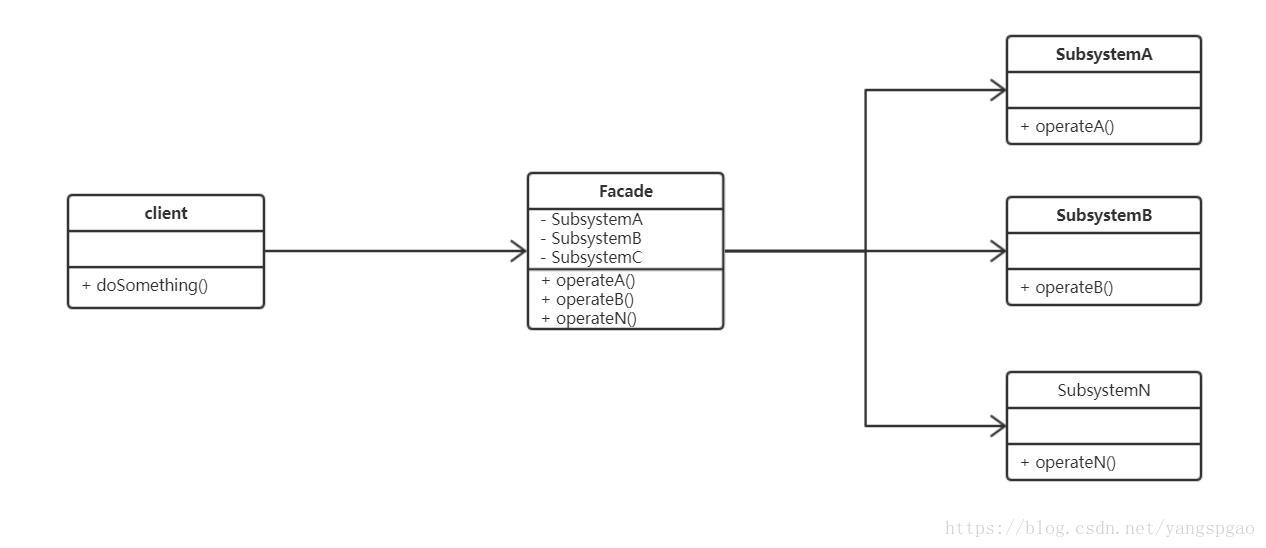 client
+ doSomething()
Facade
- SubsystemA
- SubsystemB
- SubsystemC
+ operateA()
+ operateB()
+ operateN()
SubsystemA
+ operateA()
SubsystemB
+ operateB()
SubsystemN
+ operateN()
https://blog.csdn.net/yangspgao